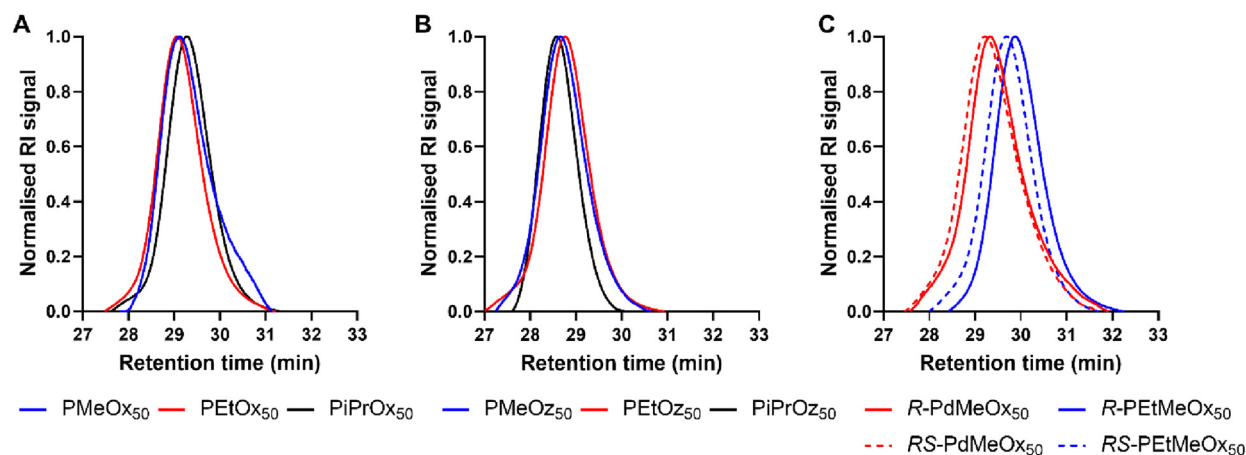 A
B
C
Normalised RI signal
1.0
0.8
0.6
0.4
0.2
0.0
27 28 29 30 31 32 33
Retention time (min)
Normalised RI signal
1.0
0.8
0.6
0.4
0.2
0.0
27 28 29 30 31 32 33
Retention time (min)
Normalised RI signal
1.0
0.8
0.6
0.4
0.2
0.0
27 28 29 30 31 32 33
Retention time (min)
PMeOx₅₀ PEtOx₅₀ PiPrOx₅₀
PMeOz₅₀ PEtOz₅₀ PiPrOz₅₀
R-PdMeOx₅₀ R-PEtMeOx₅₀
RS-PdMeOx₅₀ RS-PEtMeOx₅₀